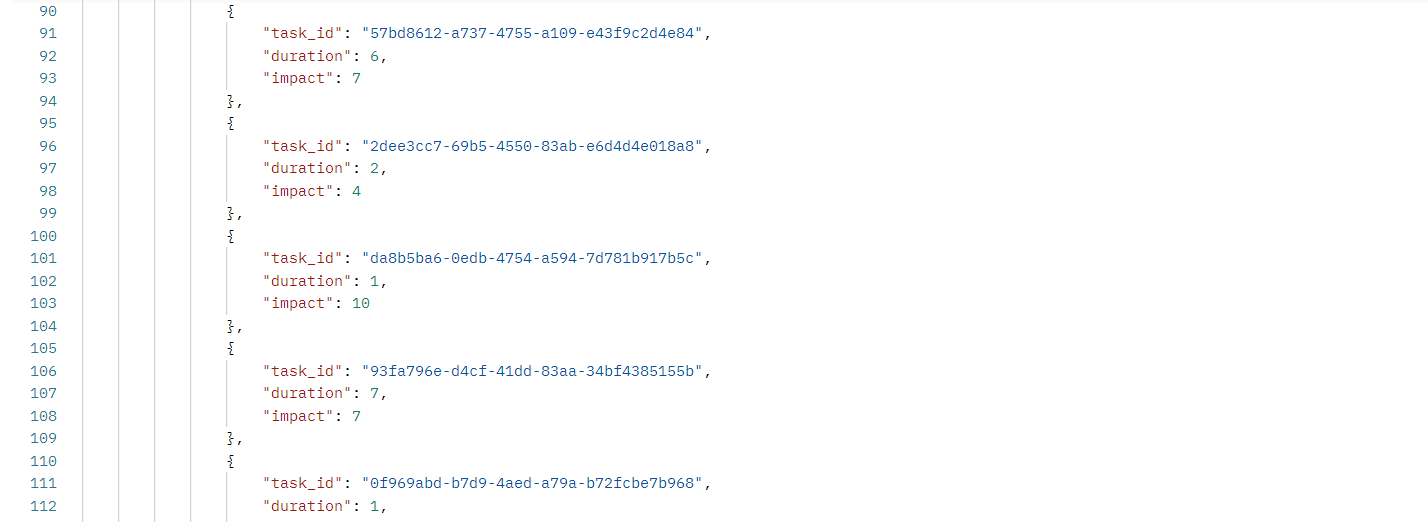 90 {
91 "task_id": "57bd8612-a737-4755-a109-e43f9c2d4e84",
92 "duration": 6,
93 "impact": 7
94 },
95 {
96 "task_id": "2dee3cc7-69b5-4550-83ab-e6d4d4e018a8",
97 "duration": 2,
98 "impact": 4
99 },
100 {
101 "task_id": "da8b5ba6-0edb-4754-a594-7d781b917b5c",
102 "duration": 1,
103 "impact": 10
104 },
105 {
106 "task_id": "93fa796e-d4cf-41dd-83aa-34bf4385155b",
107 "duration": 7,
108 "impact": 7
109 },
110 {
111 "task_id": "0f969abd-b7d9-4aed-a79a-b72fcbe7b968",
112 "duration": 1,